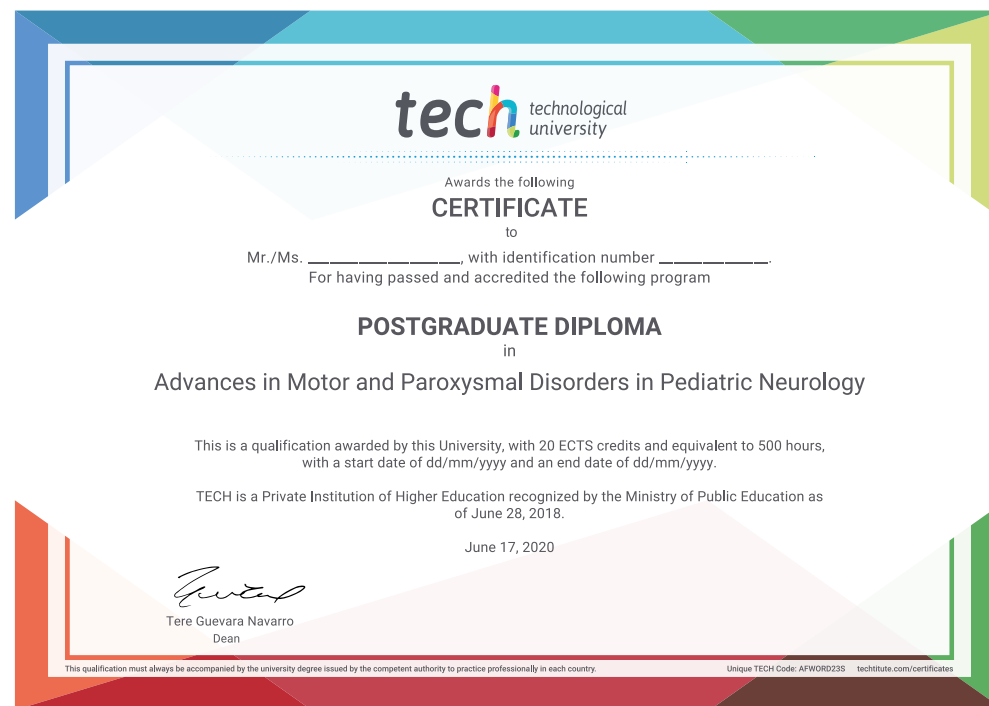 tech technological
university
Awards the following
CERTIFICATE
to
Mr./Ms. ____________________, with identification number ______________.
For having passed and accredited the following program
POSTGRADUATE DIPLOMA
in
Advances in Motor and Paroxysmal Disorders in Pediatric Neurology
This is a qualification awarded by this University, with 20 ECTS credits and equivalent to 500 hours,
with a start date of dd/mm/yyyy and an end date of dd/mm/yyyy.
TECH is a Private Institution of Higher Education recognized by the Ministry of Public Education as
of June 28, 2018.
June 17, 2020
Tere Guevara Navarro
Dean
This qualification must always be accompanied by the university degree issued by the competent authority to practice professionally in each country.
Unique TECH Code: AFWORD23S techtitute.com/certificates